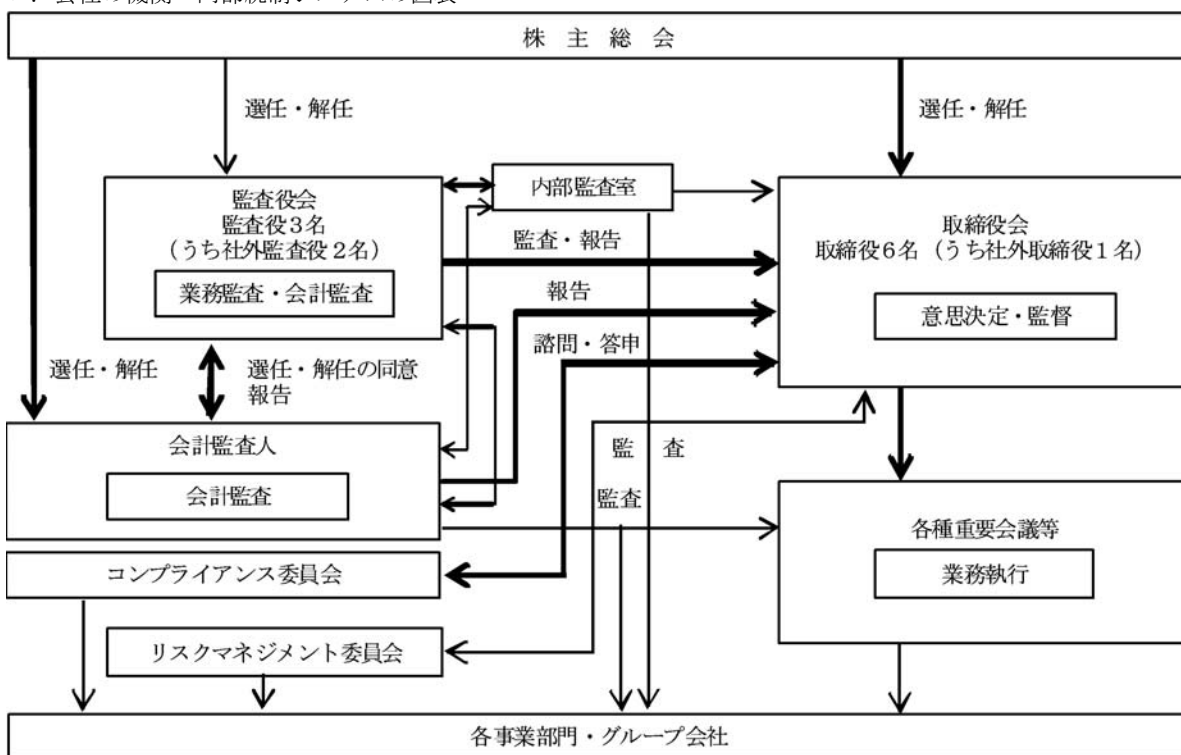 株 主 総 会
選任・解任
選任・解任
監査役会
監査役3名
(うち社外監査役2名)
業務監査・会計監査
内部監査室
取締役会
取締役6名 (うち社外取締役1名)
意思決定・監督
監査・報告
報告
諮問・答申
選任・解任
選任・解任の同意
報告
会計監査人
会計監査
監 査
監査
各種重要会議等
業務執行
コンプライアンス委員会
リスクマネジメント委員会
各事業部門・グループ会社